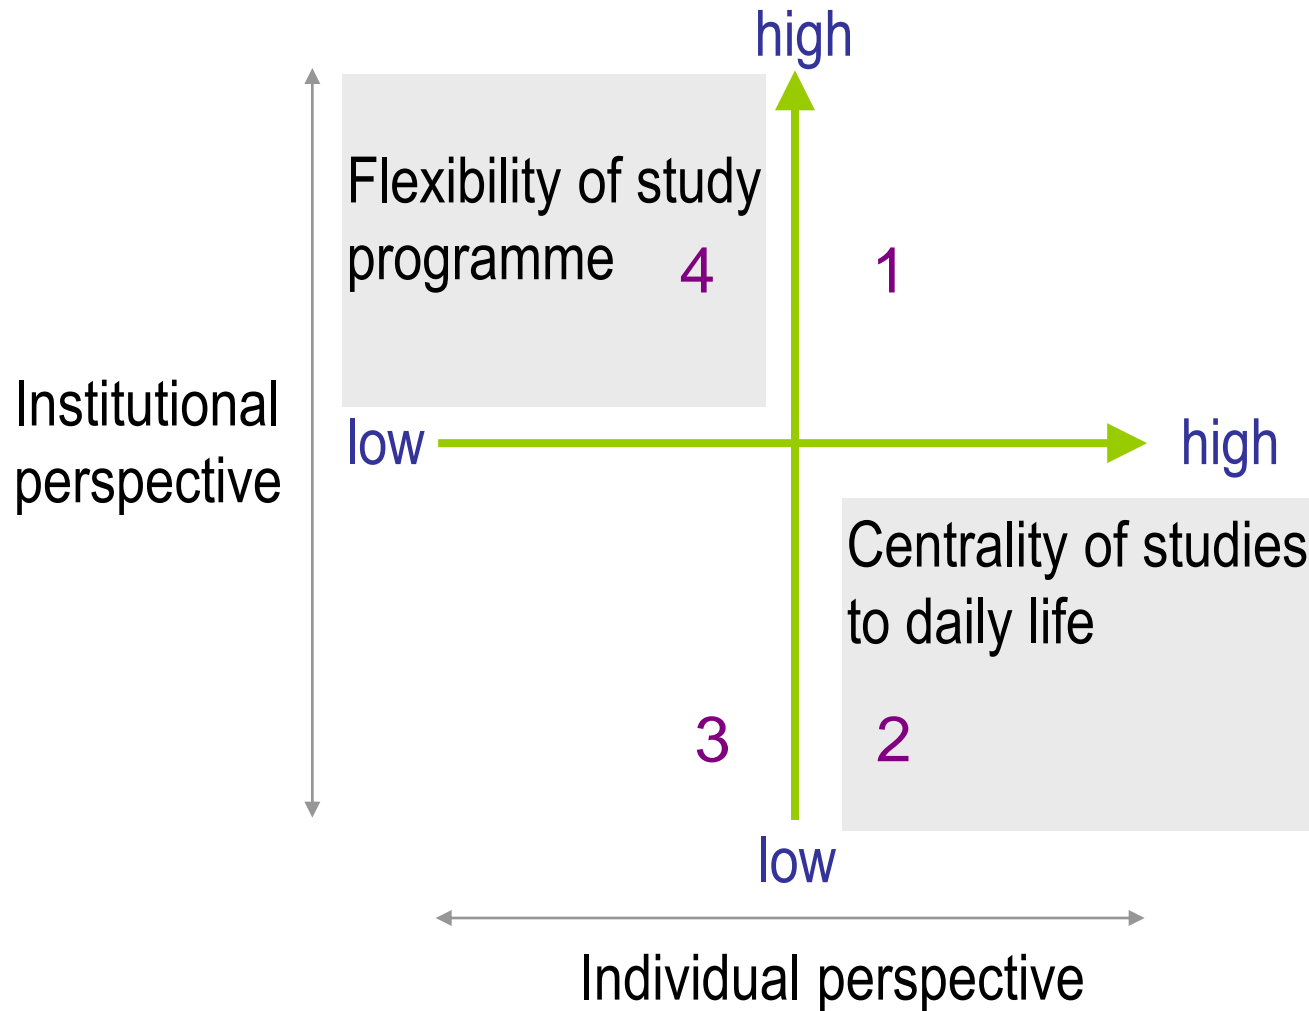 high
Flexibility of study
programme
4
1
Institutional
perspective
low
high
Centrality of studies
to daily life
3
2
low
Individual perspective